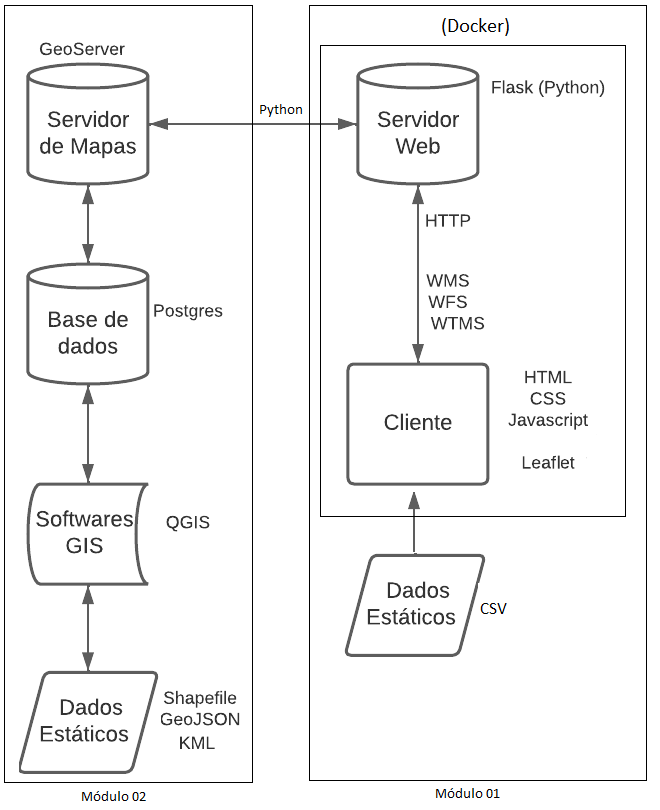 GeoServer
Servidor
de Mapas
Base de
dados
Postgres
Softwares
GIS
QGIS
Dados
Estáticos
Shapefile
GeoJSON
KML
Módulo 02
Python
(Docker)
Servidor
Web
Flask (Python)
HTTP
WMS
WFS
WTMS
Cliente
HTML
CSS
Javascript
Leaflet
Dados
Estáticos
CSV
Módulo 01